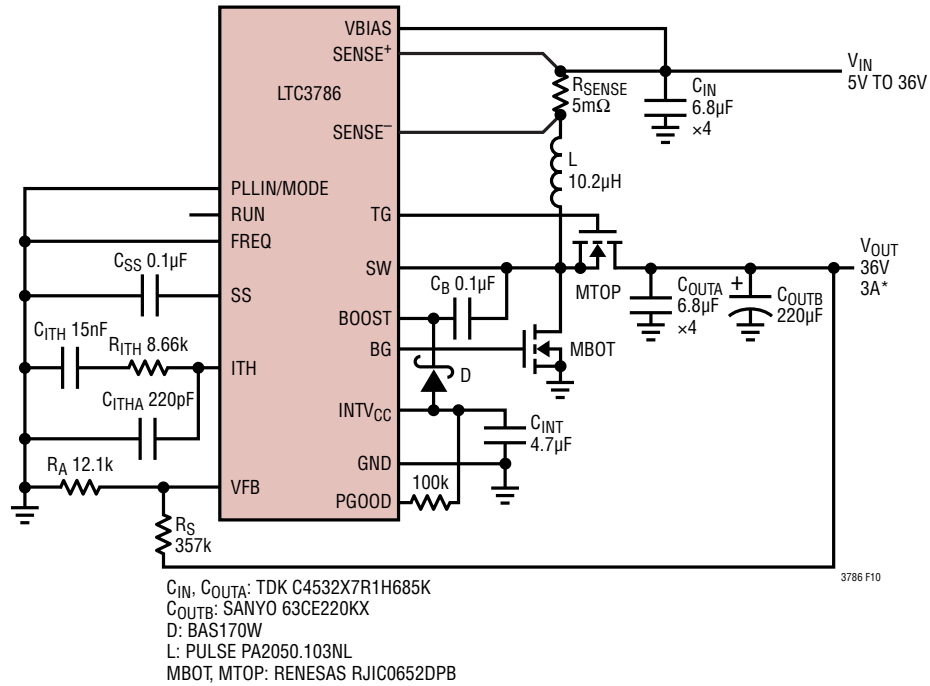 VBIAS
SENSE+
LTC3786
SENSE−
PLLIN/MODE
RUN
FREQ
SS
ITH
VFB
TG
SW
BOOST
BG
INTVCC
GND
PGOOD
VIN
5V TO 36V
RSENSE
5mΩ
CIN
6.8µF
×4
L
10.2µH
CSS 0.1µF
CITH 15nF
RITH 8.66k
CITHA 220pF
RA 12.1k
RS
357k
CB 0.1µF
D
MTOP
MBOT
COUTA
6.8µF
×4
+
COUTB
220µF
VOUT
36V
3A*
CINT
4.7µF
100k
3786 F10
CIN, COUTA: TDK C4532X7R1H685K
COUTB: SANYO 63CE220KX
D: BAS170W
L: PULSE PA2050.103NL
MBOT, MTOP: RENESAS RJIC0652DPB